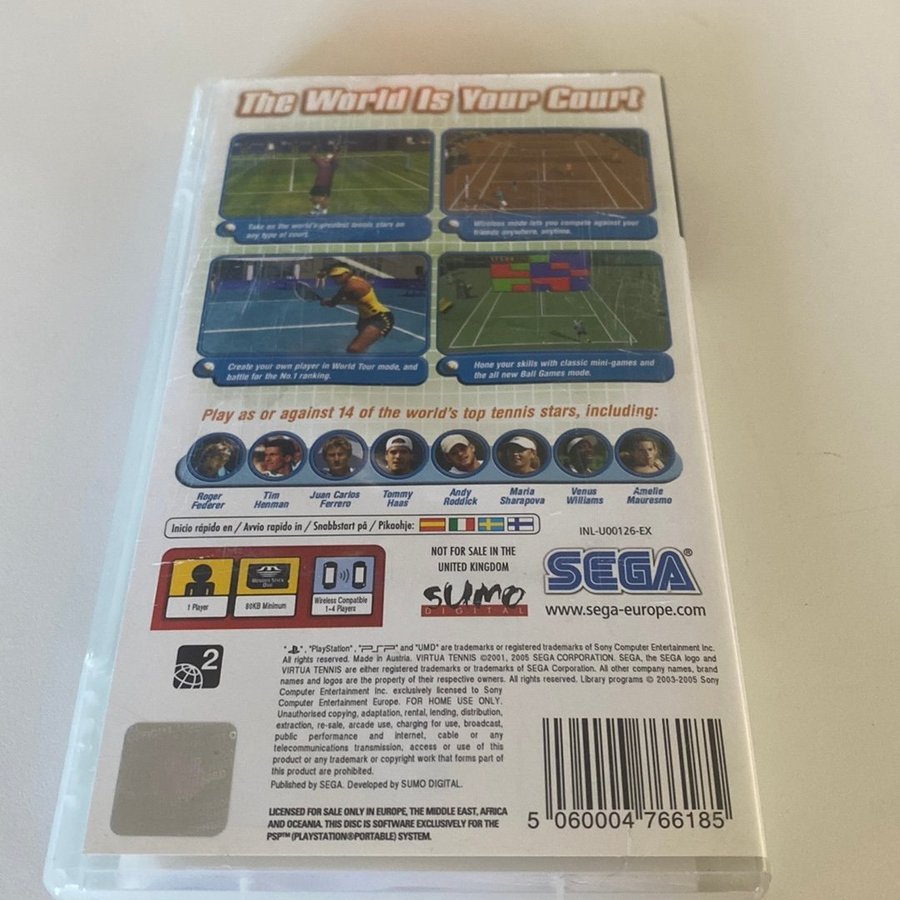 The World Is Your Court
Take on the world's greatest tennis stars on
any type of court.
Wireless mode lets you compete against your
friends anywhere, anytime.
Create your own player in World Tour mode, and
battle for the No.1 ranking.
Hone your skills with classic mini-games and
the all new Ball Games mode.
Play as or against 14 of the world's top tennis stars, including:
Roger
Federer
Tim
Henman
Juan Carlos
Ferrero
Tommy
Haas
Andy
Roddick
Maria
Sharapova
Venus
Williams
Amelie
Mauresmo
Inicio rápido en / Avvio rapido in / Snabbstart på / Pikaohje:
INL-U00126-EX
1 Player
MEMORY STICK
DUO
80KB Minimum
Wireless Compatible
1-4 Players
NOT FOR SALE IN THE
UNITED KINGDOM
sumo
DIGITAL
SEGA®
www.sega-europe.com
2
" ", "PlayStation", "PSP" and "UMD" are trademarks or registered trademarks of Sony Computer Entertainment Inc.
All rights reserved. Made in Austria. VIRTUA TENNIS ©2001, 2005 SEGA CORPORATION. SEGA, the SEGA logo and
VIRTUA TENNIS are either registered trademarks or trademarks of SEGA Corporation. All other company names, brand
names and logos are the property of their respective owners. All rights reserved. Library programs © 2003-2005 Sony
Computer Entertainment Inc. exclusively licensed to Sony
Computer Entertainment Europe. FOR HOME USE ONLY.
Unauthorised copying, adaptation, rental, lending, distribution,
extraction, re-sale, arcade use, charging for use, broadcast,
public performance and internet, cable or any
telecommunications transmission, access or use of this
product or any trademark or copyright work that forms part of
this product are prohibited.
Published by SEGA. Developed by SUMO DIGITAL.
LICENSED FOR SALE ONLY IN EUROPE, THE MIDDLE EAST, AFRICA
AND OCEANIA. THIS DISC IS SOFTWARE EXCLUSIVELY FOR THE
PSP™ (PLAYSTATION®PORTABLE) SYSTEM.
5 060004 766185